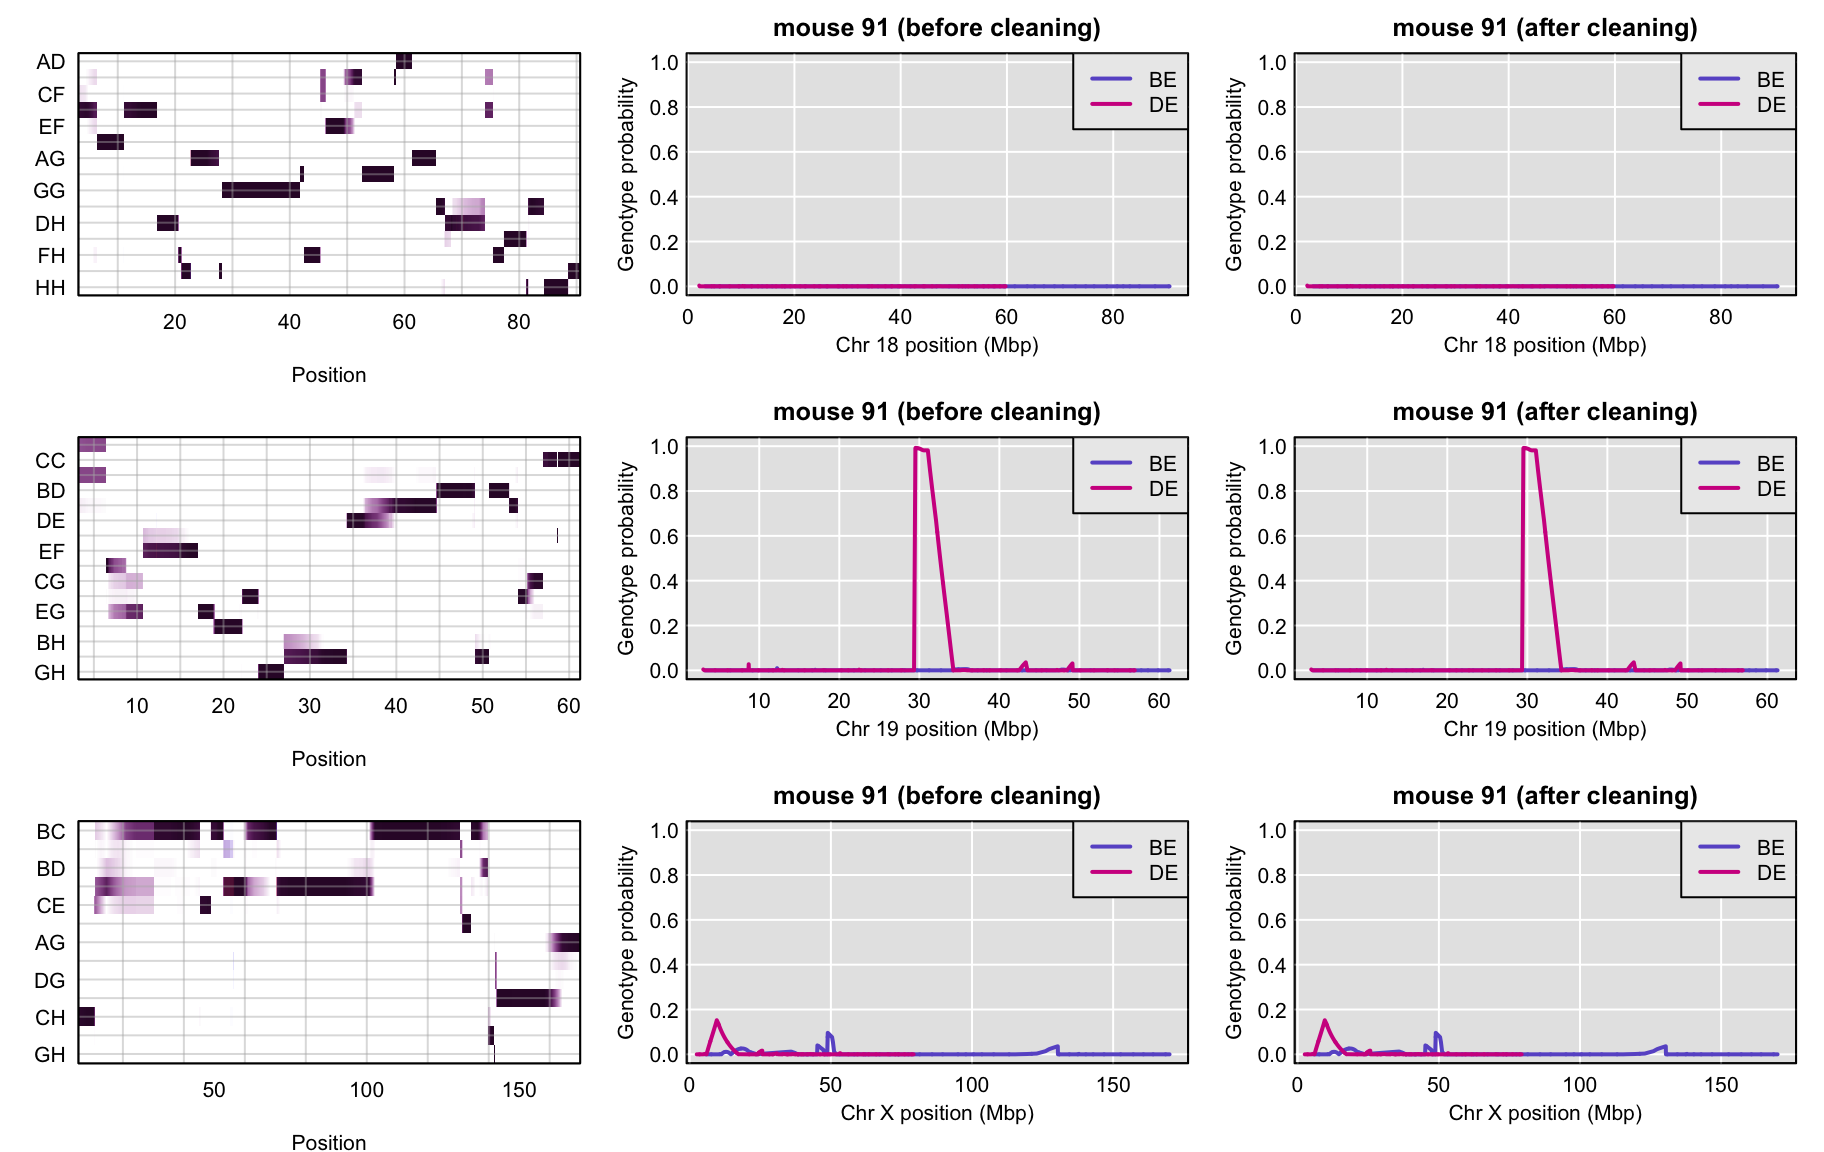 AD
CF
EF
AG
GG
DH
FH
HH
20 40 60 80
Position
mouse 91 (before cleaning)
Genotype probability
1.0
0.8
0.6
0.4
0.2
0.0
BE
DE
0 20 40 60 80
Chr 18 position (Mbp)
mouse 91 (after cleaning)
Genotype probability
1.0
0.8
0.6
0.4
0.2
0.0
BE
DE
0 20 40 60 80
Chr 18 position (Mbp)
CC
BD
DE
EF
CG
EG
BH
GH
10 20 30 40 50 60
Position
mouse 91 (before cleaning)
Genotype probability
1.0
0.8
0.6
0.4
0.2
0.0
BE
DE
10 20 30 40 50 60
Chr 19 position (Mbp)
mouse 91 (after cleaning)
Genotype probability
1.0
0.8
0.6
0.4
0.2
0.0
BE
DE
10 20 30 40 50 60
Chr 19 position (Mbp)
BC
BD
CE
AG
DG
CH
GH
50 100 150
Position
mouse 91 (before cleaning)
Genotype probability
1.0
0.8
0.6
0.4
0.2
0.0
BE
DE
0 50 100 150
Chr X position (Mbp)
mouse 91 (after cleaning)
Genotype probability
1.0
0.8
0.6
0.4
0.2
0.0
BE
DE
0 50 100 150
Chr X position (Mbp)